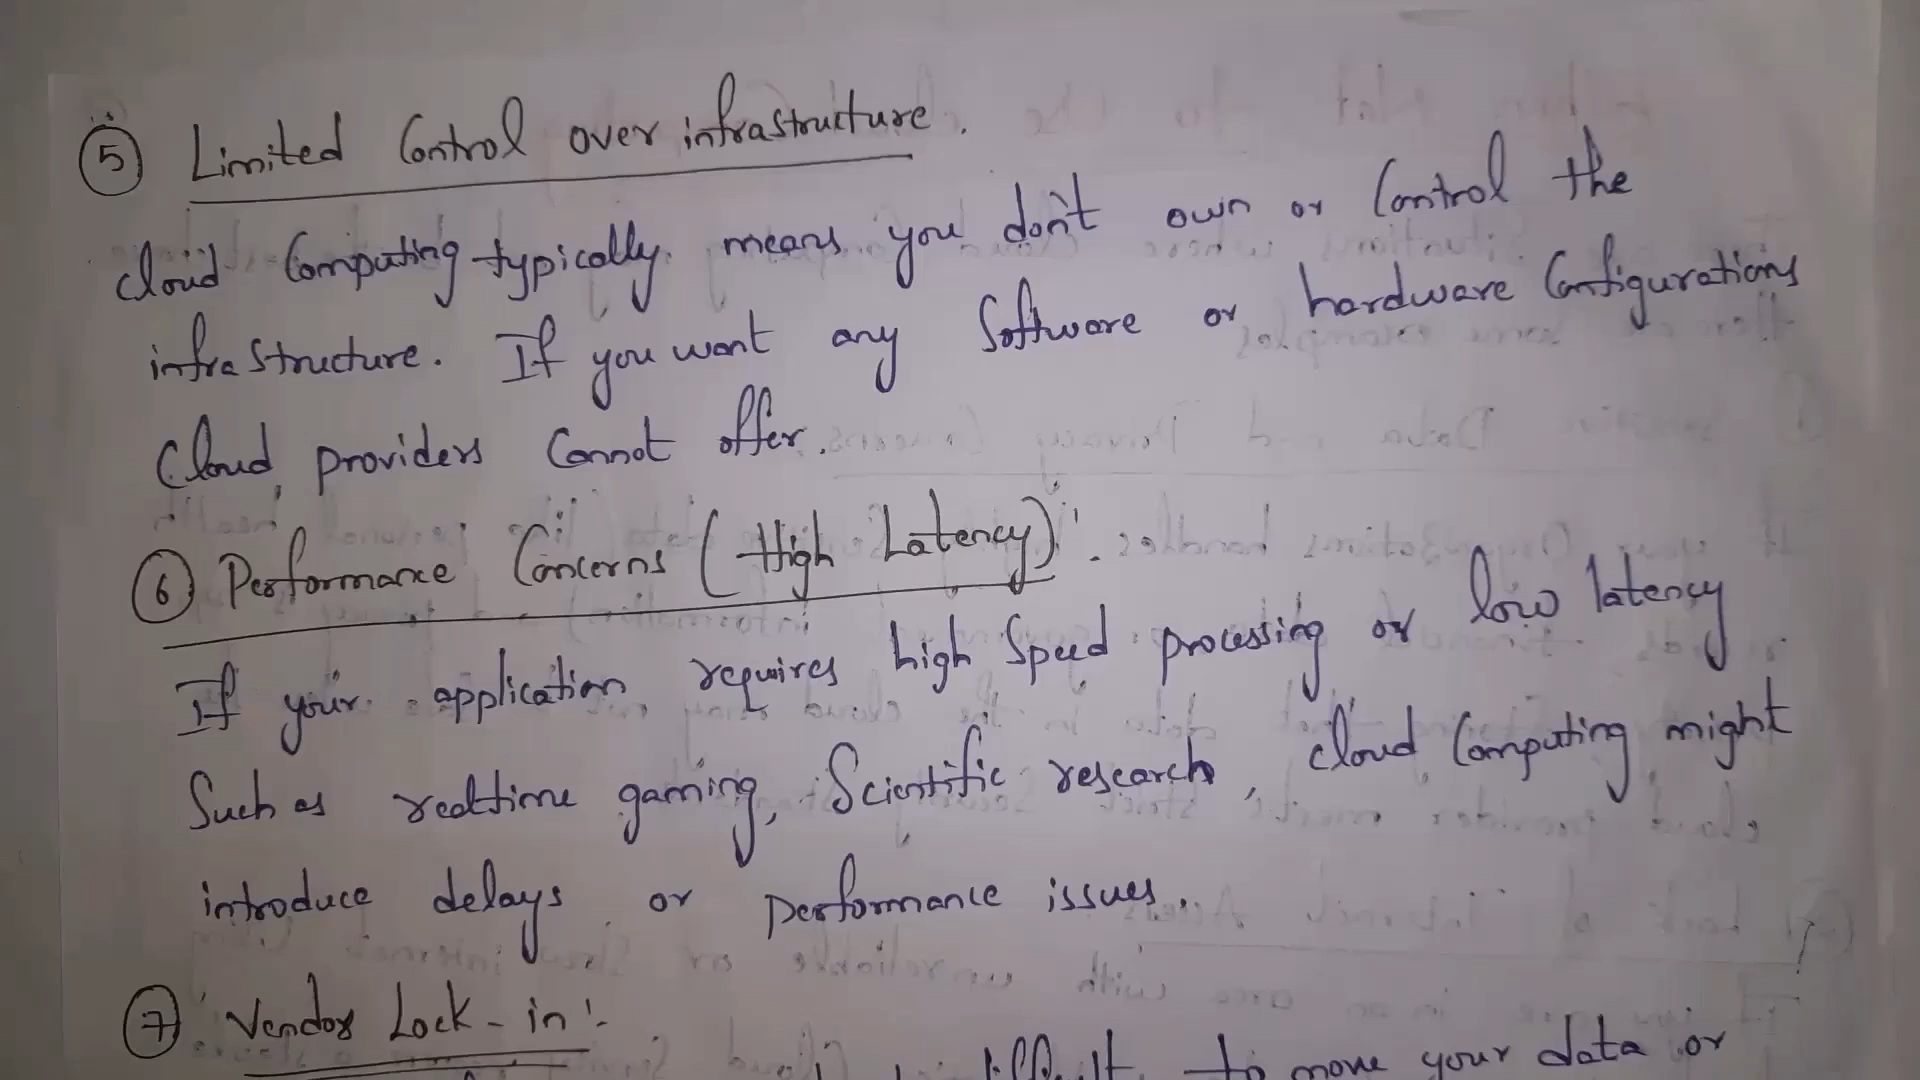 5 Limited Control over infrastructure.
cloud Computing typically means you don't own or Control the
infrastructure. If you want any Software or hardware Configurations
Cloud providers Cannot offer.
6 Performance Concerns (High Latency):-
If your application requires high Speed processing or low latency
Such as realtime gaming, Scientific research, cloud Computing might
introduce delays or performance issues.
7 Vendor Lock-in :-
to move your data or